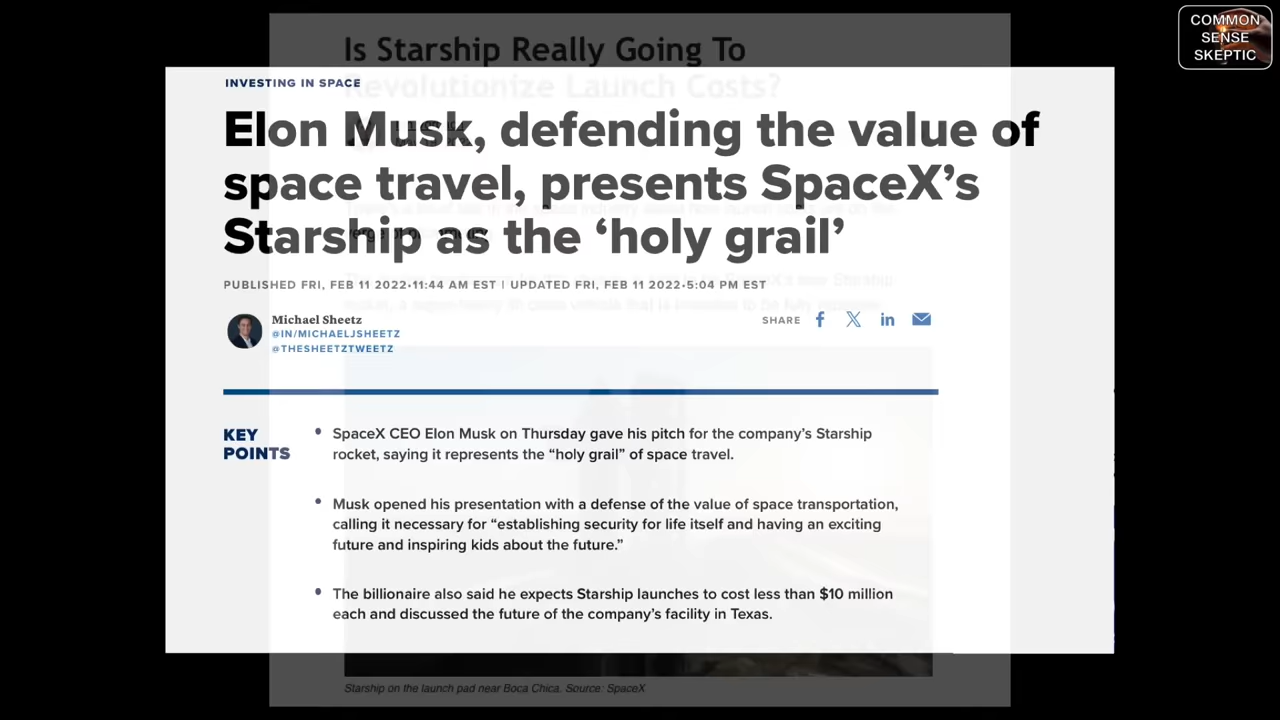 COMMON
SENSE
SKEPTIC
Is Starship Really Going To
Revolutionize Launch Costs?
INVESTING IN SPACE
Elon Musk, defending the value of
space travel, presents SpaceX’s
Starship as the ‘holy grail’
PUBLISHED FRI, FEB 11 2022•11:44 AM EST | UPDATED FRI, FEB 11 2022•5:04 PM EST
Michael Sheetz
@IN/MICHAELJSHEETZ
@THESHEETZTWEETZ
SHARE
KEY
POINTS
• SpaceX CEO Elon Musk on Thursday gave his pitch for the company’s Starship
rocket, saying it represents the “holy grail” of space travel.
• Musk opened his presentation with a defense of the value of space transportation,
calling it necessary for “establishing security for life itself and having an exciting
future and inspiring kids about the future.”
• The billionaire also said he expects Starship launches to cost less than $10 million
each and discussed the future of the company’s facility in Texas.
Starship on the launch pad near Boca Chica. Source: SpaceX